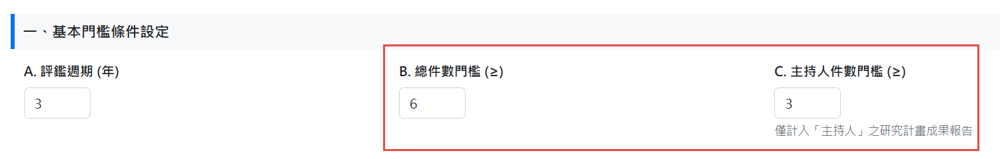 一、基本門檻條件設定
A. 評鑑週期 (年)
B. 總件數門檻 (≥)
C. 主持人件數門檻 (≥)
3
6
3
僅計入「主持人」之研究計畫成果報告